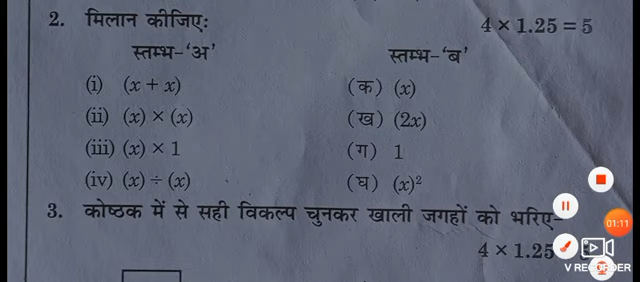 2. मिलान कीजिएः 4 × 1.25 = 5
स्तम्भ-‘अ’ स्तम्भ-‘ब’
(i) (x + x) (क) (x)
(ii) (x) × (x) (ख) (2x)
(iii) (x) × 1 (ग) 1
(iv) (x) ÷ (x) (घ) (x)²
3. कोष्ठक में से सही विकल्प चुनकर खाली जगहों को भरिए–
01:11
4 × 1.25
V RECORDER